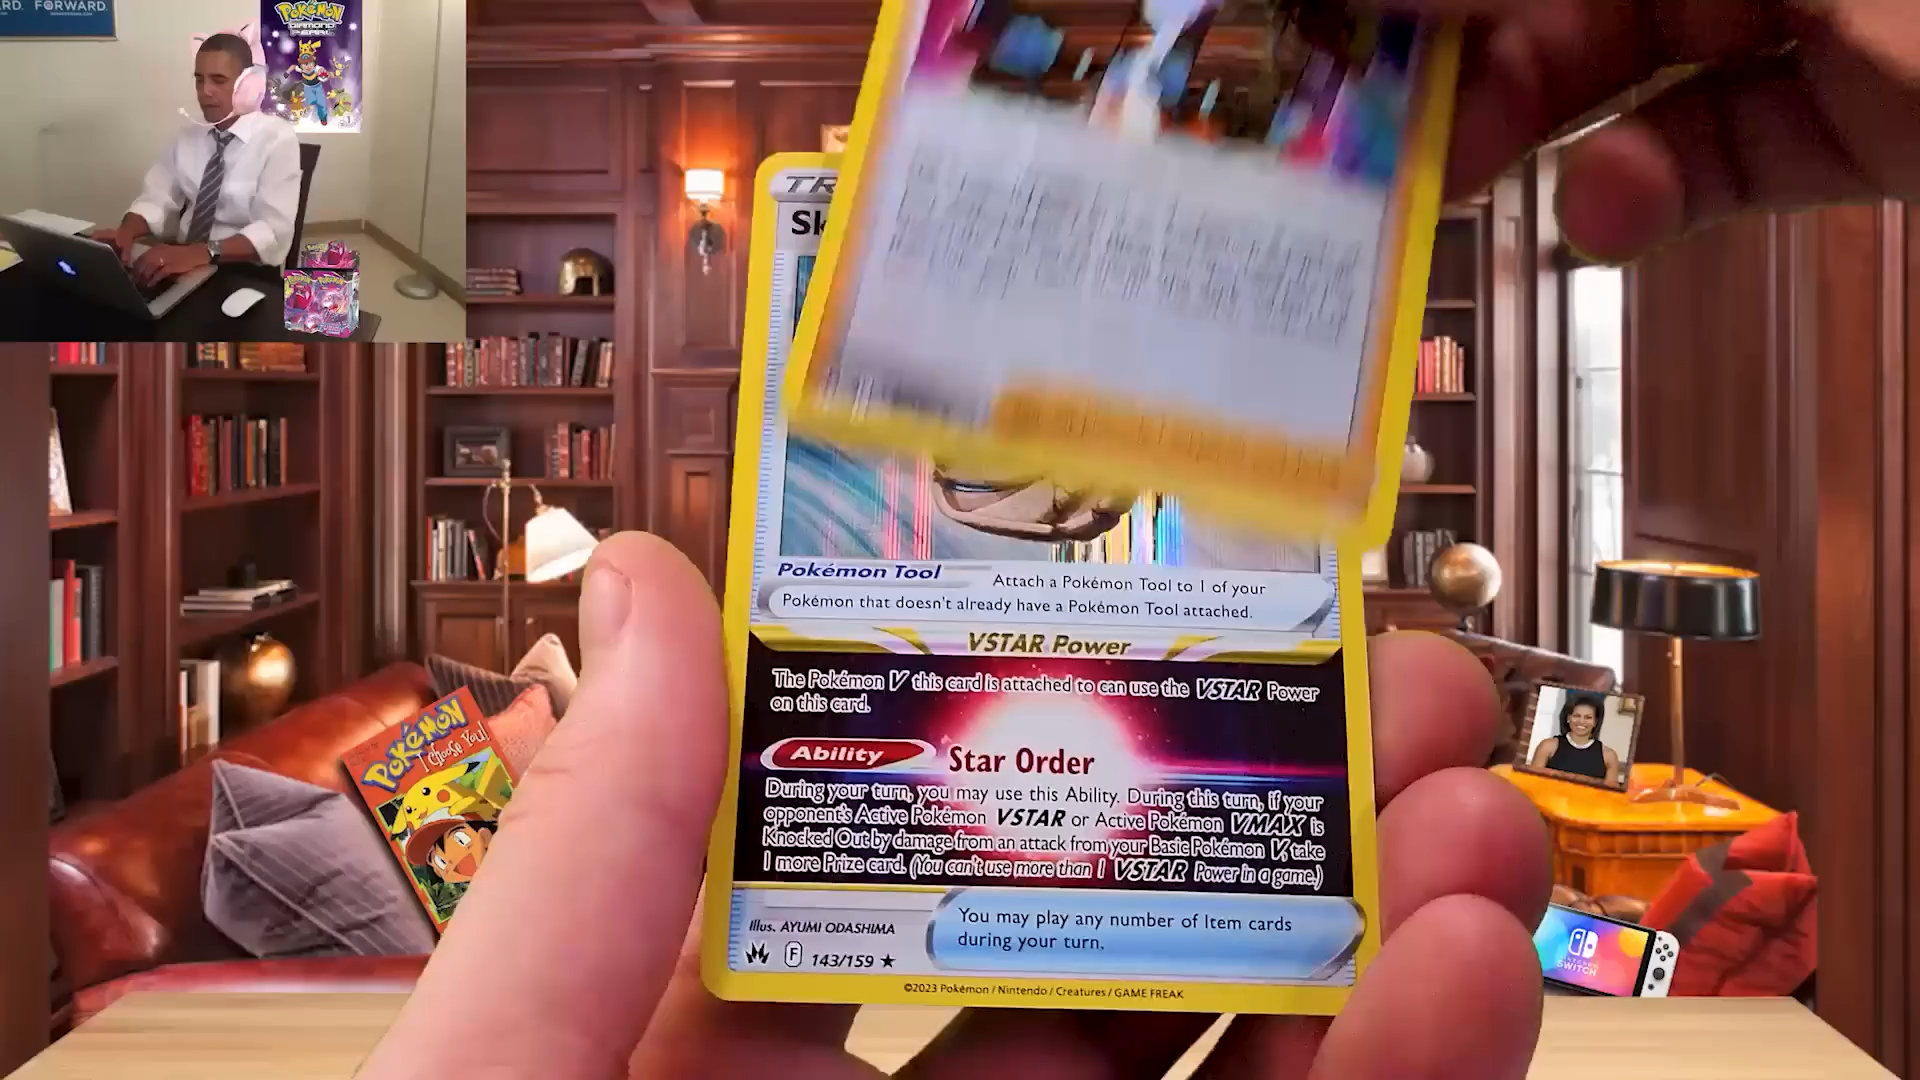 RD. FORWARD.
Pokémon
DIAMOND
PEARL
TR
Sk
Pokémon Tool
Attach a Pokémon Tool to 1 of your
Pokémon that doesn't already have a Pokémon Tool attached.
VSTAR Power
The Pokémon V this card is attached to can use the VSTAR Power
on this card.
Ability
Star Order
During your turn, you may use this Ability. During this turn, if your
opponent's Active Pokémon VSTAR or Active Pokémon VMAX is
Knocked Out by damage from an attack from your Basic Pokémon V, take
1 more Prize card. (You can't use more than 1 VSTAR Power in a game.)
Illus. AYUMI ODASHIMA
F
143/159 ★
You may play any number of Item cards
during your turn.
©2023 Pokémon / Nintendo / Creatures / GAME FREAK
POKéMON
I Choose You!
NINTENDO
SWITCH